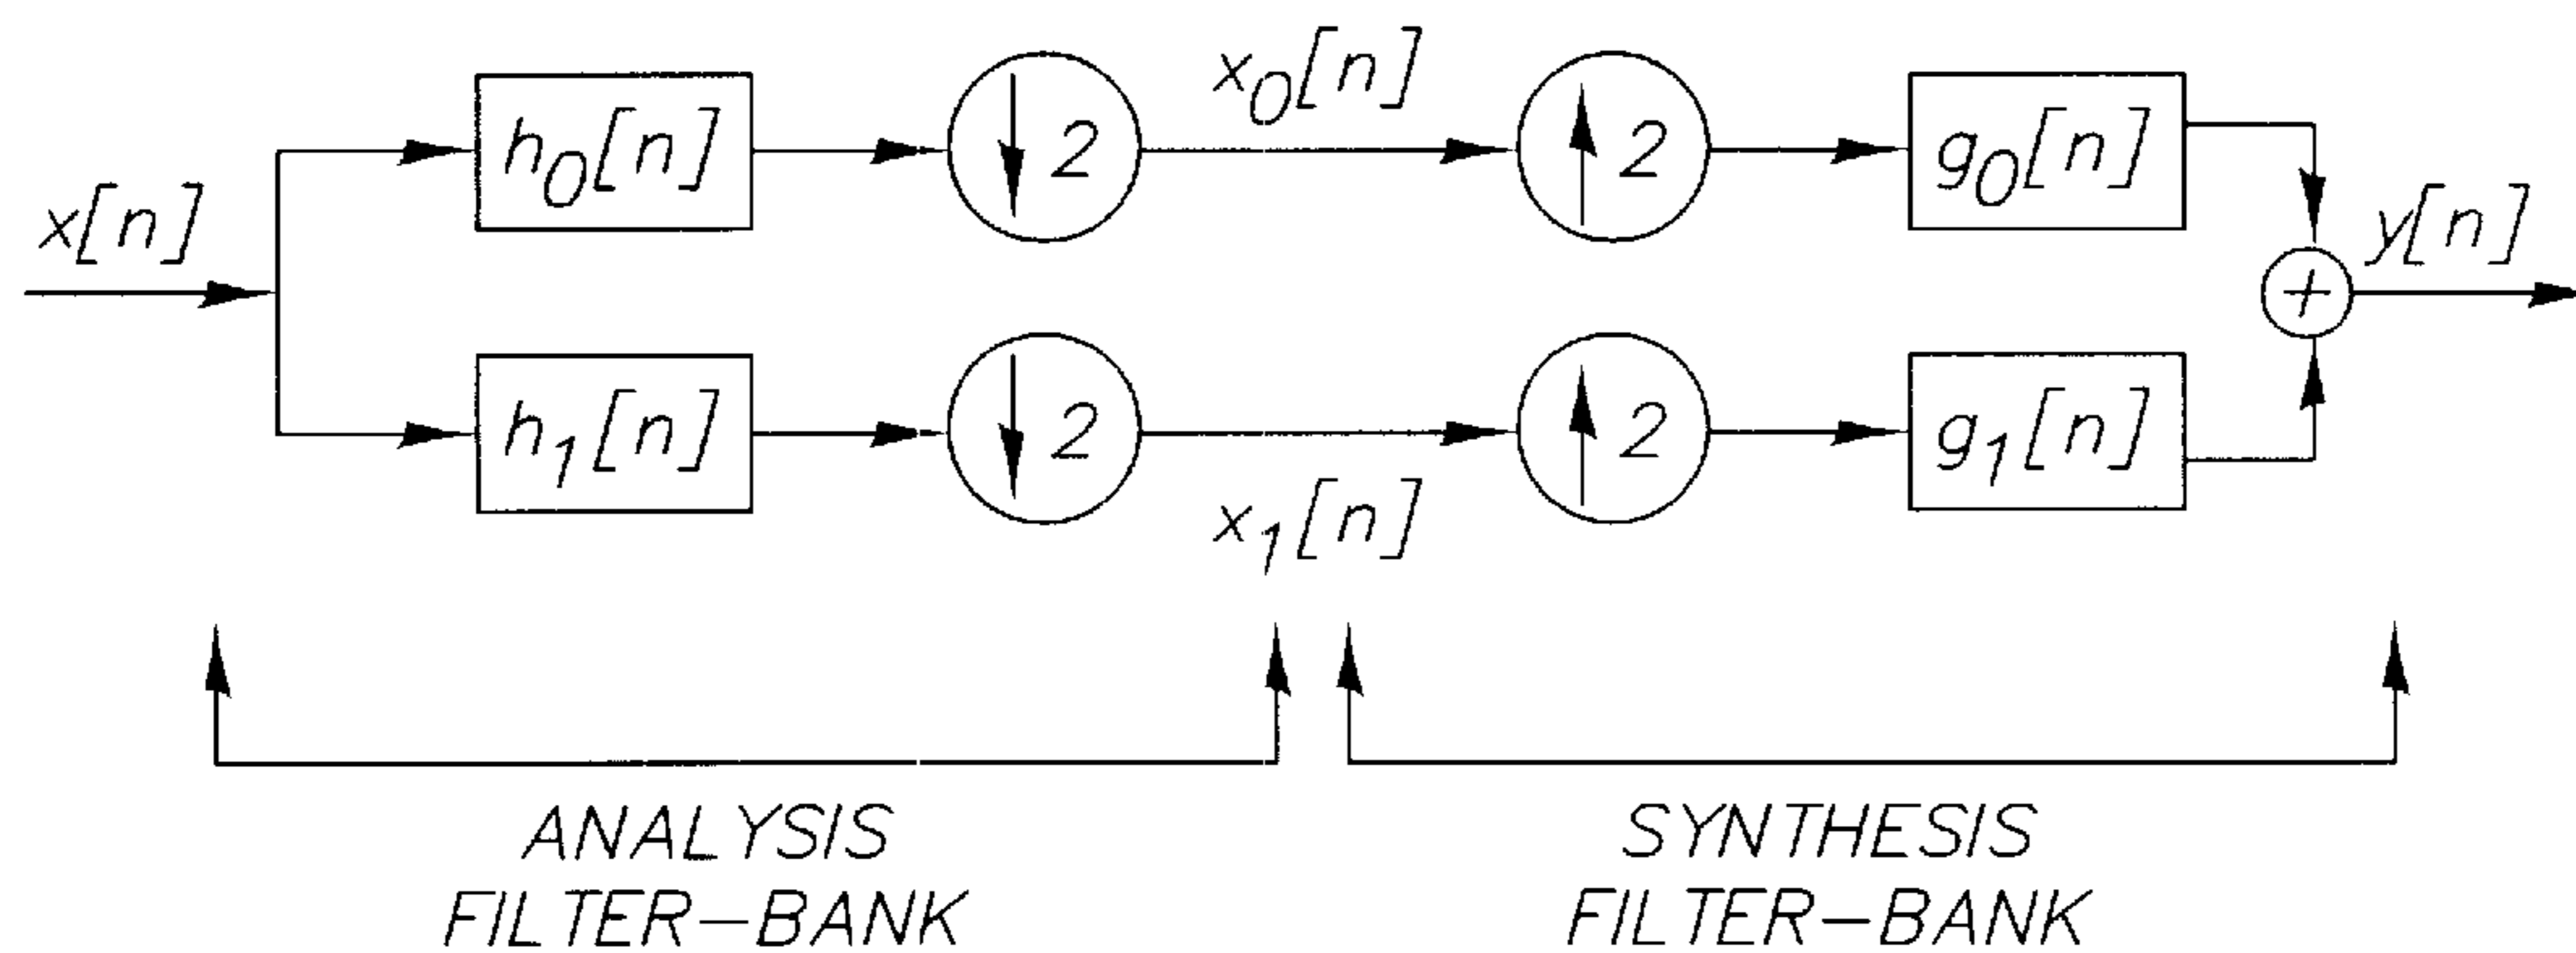 x[n]
h0[n]
↓ 2
x0[n]
↑ 2
g0[n]
y[n]
+
h1[n]
↓ 2
x1[n]
↑ 2
g1[n]
ANALYSIS
FILTER-BANK
SYNTHESIS
FILTER-BANK